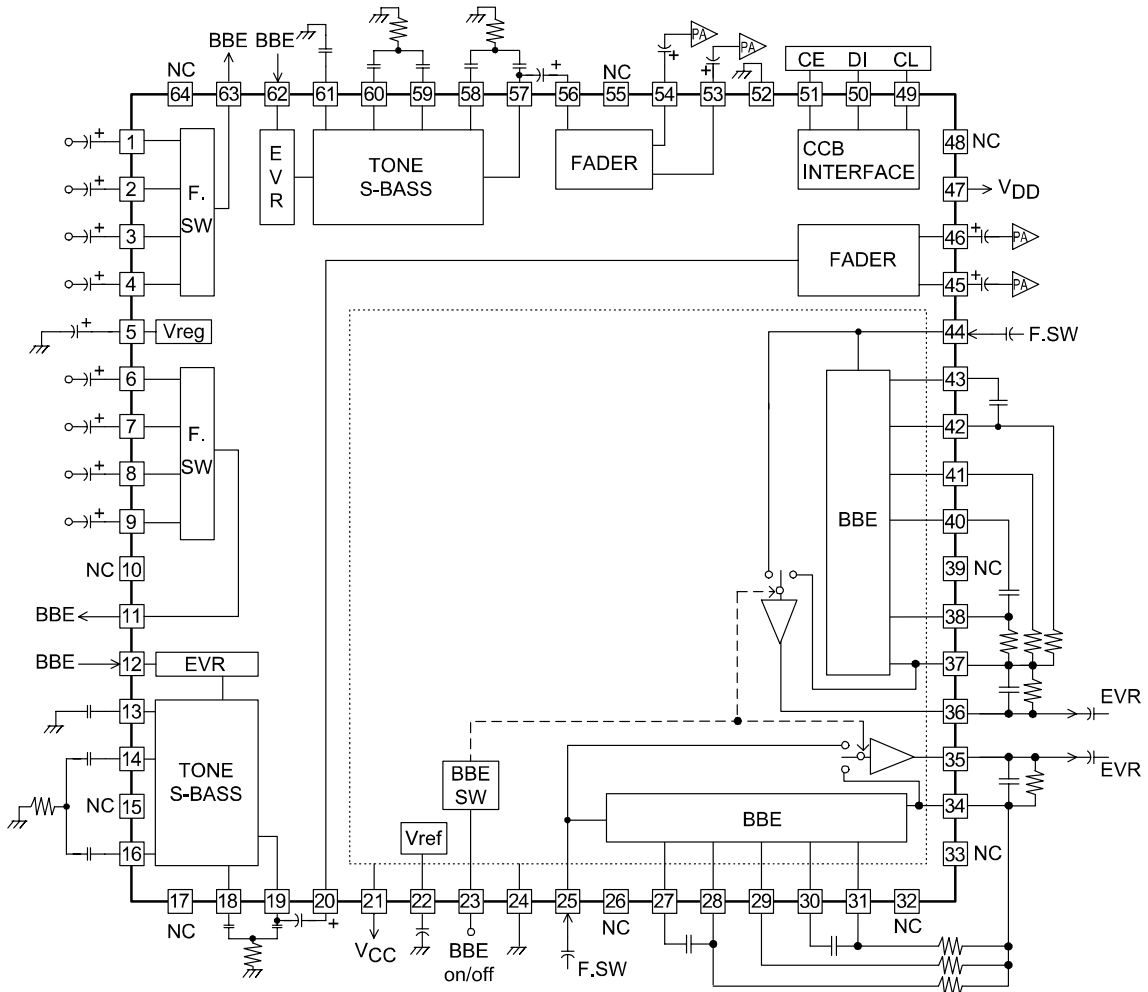 BBE BBE
NC
NC
CE DI CL
PA
PA
64 63 62 61 60 59 58 57 56 55 54 53 52 51 50 49
1
2
3
4
5
6
7
8
9
10
11
12
13
14
15
16
F.
SW
EVR
TONE
S-BASS
FADER
CCB
INTERFACE
48 NC
47 VDD
46 PA
45 PA
FADER
Vreg
44 F.SW
43
42
41
40
39 NC
38
37
36 EVR
35 EVR
34
33 NC
F.
SW
BBE
NC
BBE
BBE
EVR
TONE
S-BASS
NC
BBE
SW
Vref
BBE
17 18 19 20 21 22 23 24 25 26 27 28 29 30 31 32
NC
VCC
BBE
on/off
F.SW
NC
NC